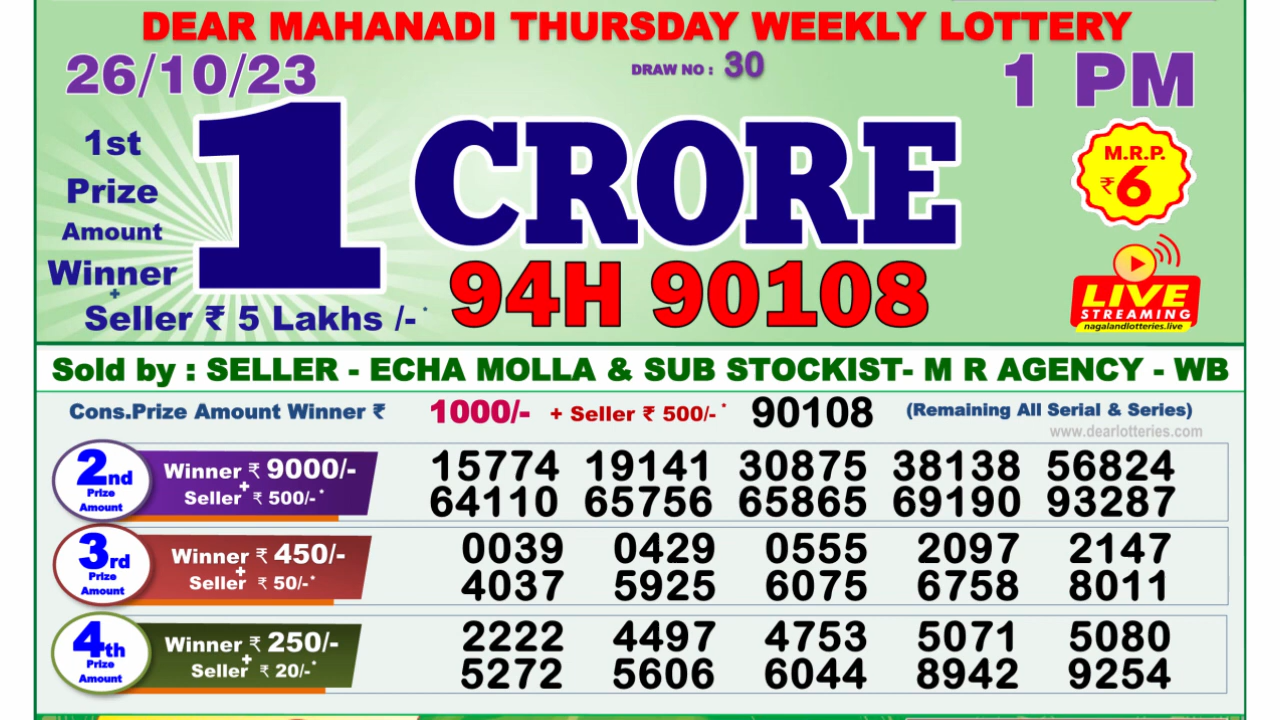 DEAR MAHANADI THURSDAY WEEKLY LOTTERY
26/10/23 DRAW NO : 30 1 PM
1st Prize Amount Winner + Seller ₹ 5 Lakhs /-*
1 CRORE
94H 90108
M.R.P.
₹6
LIVE
STREAMING
nagalandlotteries.live
Sold by : SELLER - ECHA MOLLA & SUB STOCKIST- M R AGENCY - WB
Cons.Prize Amount Winner ₹ 1000/- + Seller ₹ 500/-* 90108 (Remaining All Serial & Series)
www.dearlotteries.com
2nd Prize Amount
Winner ₹ 9000/-
+
Seller ₹ 500/-*
15774 19141 30875 38138 56824
64110 65756 65865 69190 93287
3rd Prize Amount
Winner ₹ 450/-
+
Seller ₹ 50/-*
0039 0429 0555 2097 2147
4037 5925 6075 6758 8011
4th Prize Amount
Winner ₹ 250/-
+
Seller ₹ 20/-*
2222 4497 4753 5071 5080
5272 5606 6044 8942 9254